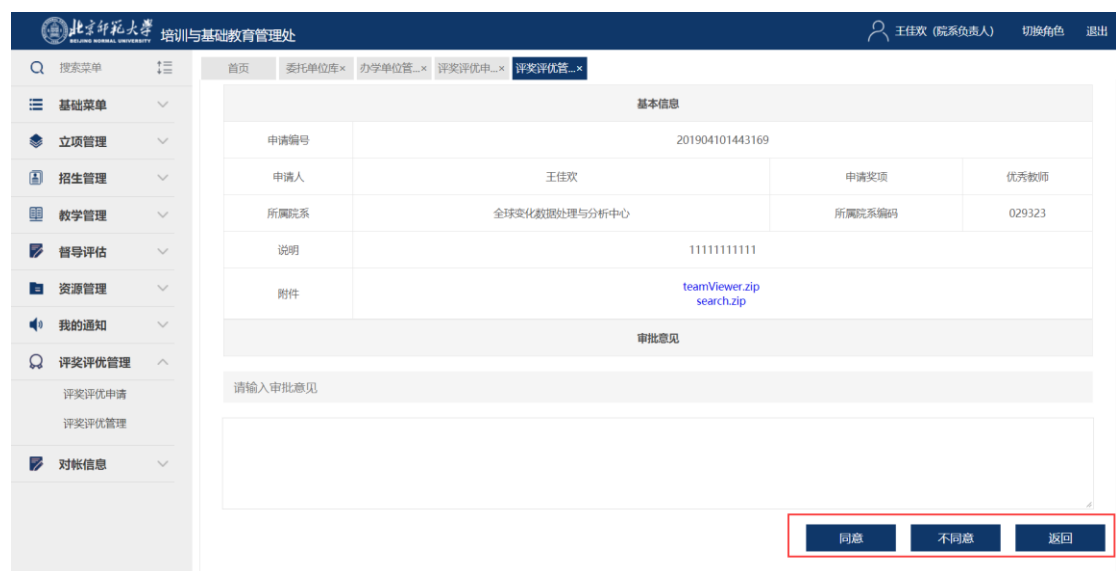 北京师范大学 培训与基础教育管理处 王佳欢（院系负责人） 切换角色 退出
BEIJING NORMAL UNIVERSITY
搜索菜单
基础菜单
立项管理
招生管理
教学管理
督导评估
资源管理
我的通知
评奖评优管理
评奖评优申请
评奖评优管理
对帐信息
首页 委托单位库× 办学单位管...× 评奖评优申...× 评奖评优管...×
基本信息
申请编号 201904101443169
申请人 王佳欢 申请奖项 优秀教师
所属院系 全球变化数据处理与分析中心 所属院系编码 029323
说明 11111111111
附件 teamViewer.zip
search.zip
审批意见
请输入审批意见
同意 不同意 返回